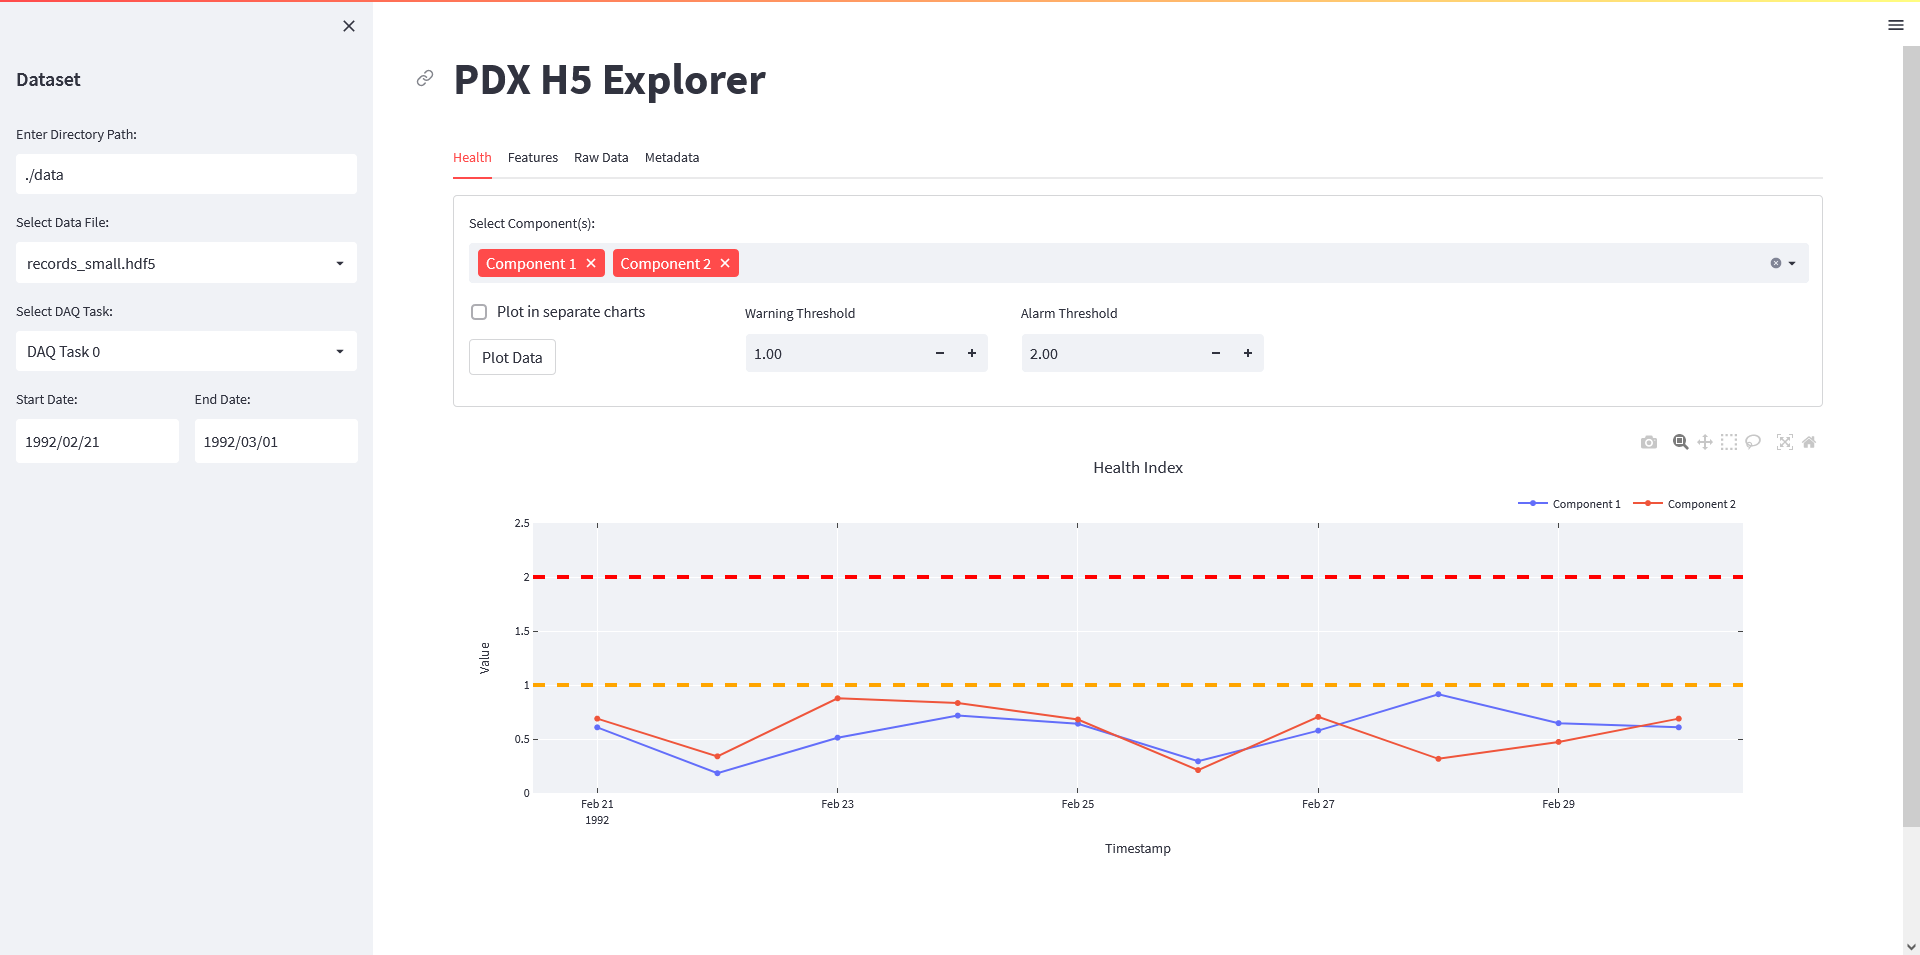 Dataset
Enter Directory Path:
./data
Select Data File:
records_small.hdf5
Select DAQ Task:
DAQ Task 0
Start Date: End Date:
1992/02/21 1992/03/01
PDX H5 Explorer
Health Features Raw Data Metadata
Select Component(s):
Component 1 Component 2
Plot in separate charts
Plot Data
Warning Threshold
1.00
Alarm Threshold
2.00
Health Index
Component 1 Component 2
Value
2.5
2
1.5
1
0.5
0
Feb 21 Feb 23 Feb 25 Feb 27 Feb 29
1992
Timestamp